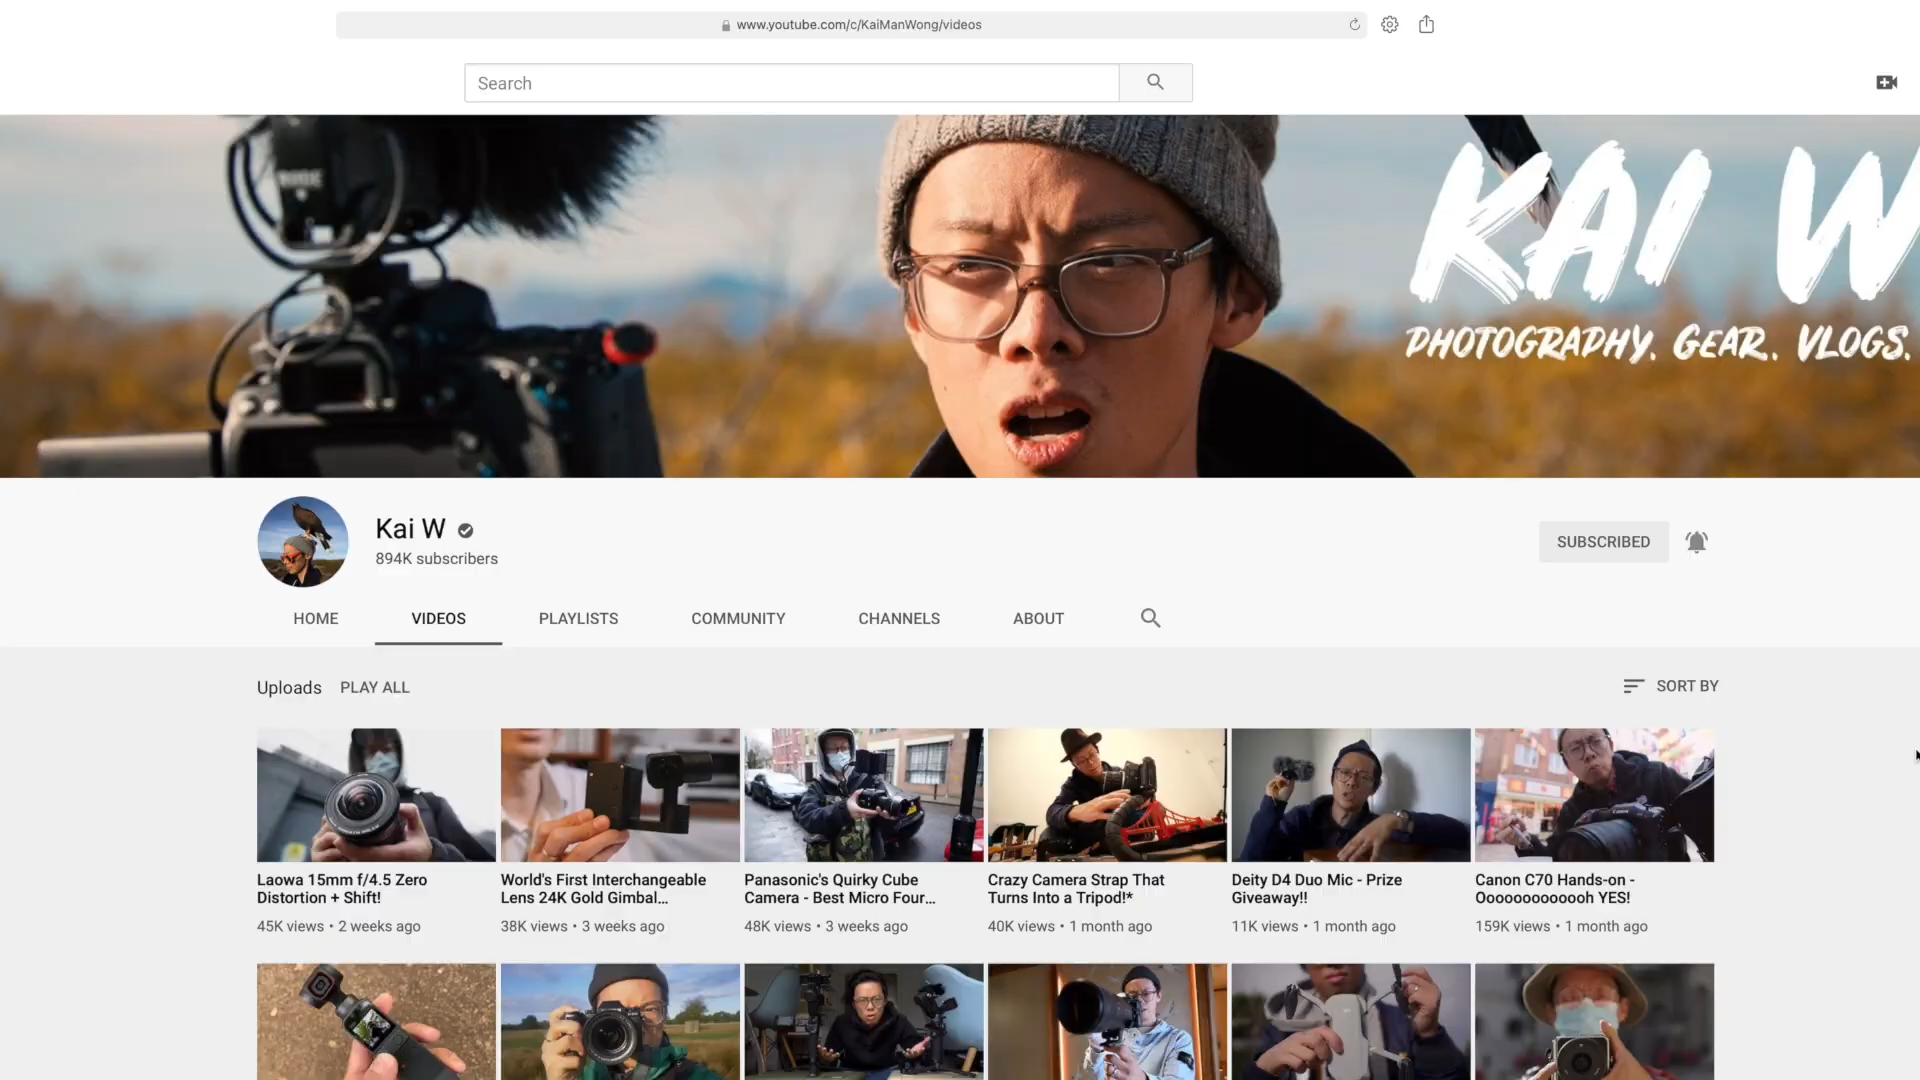 www.youtube.com/c/KaiManWong/videos
Search
KAI W
PHOTOGRAPHY. GEAR. VLOGS.
Kai W
894K subscribers
SUBSCRIBED
HOME VIDEOS PLAYLISTS COMMUNITY CHANNELS ABOUT
Uploads PLAY ALL
SORT BY
Laowa 15mm f/4.5 Zero
Distortion + Shift!
45K views • 2 weeks ago
World's First Interchangeable
Lens 24K Gold Gimbal...
38K views • 3 weeks ago
Panasonic's Quirky Cube
Camera - Best Micro Four...
48K views • 3 weeks ago
Crazy Camera Strap That
Turns Into a Tripod!*
40K views • 1 month ago
Deity D4 Duo Mic - Prize
Giveaway!!
11K views • 1 month ago
Canon C70 Hands-on -
Oooooooooooooh YES!
159K views • 1 month ago